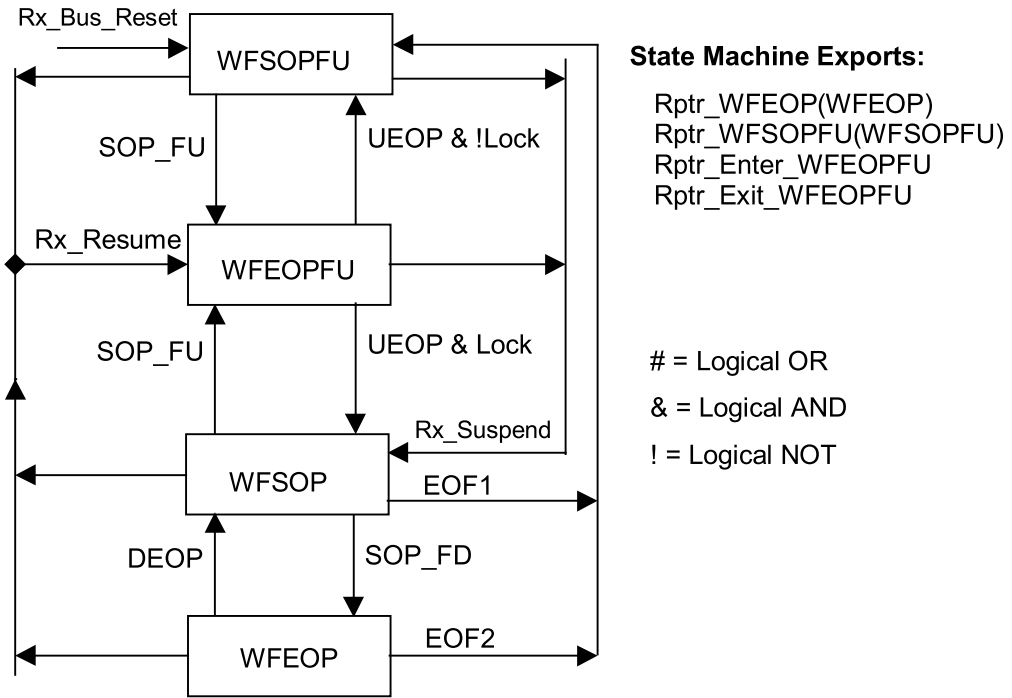 Rx_Bus_Reset
WFSOPFU
SOP_FU
UEOP & !Lock
Rx_Resume
WFEOPFU
SOP_FU
UEOP & Lock
Rx_Suspend
WFSOP
EOF1
DEOP
SOP_FD
WFEOP
EOF2
State Machine Exports:
Rptr_WFEOP(WFEOP)
Rptr_WFSOPFU(WFSOPFU)
Rptr_Enter_WFEOPFU
Rptr_Exit_WFEOPFU
# = Logical OR
& = Logical AND
! = Logical NOT